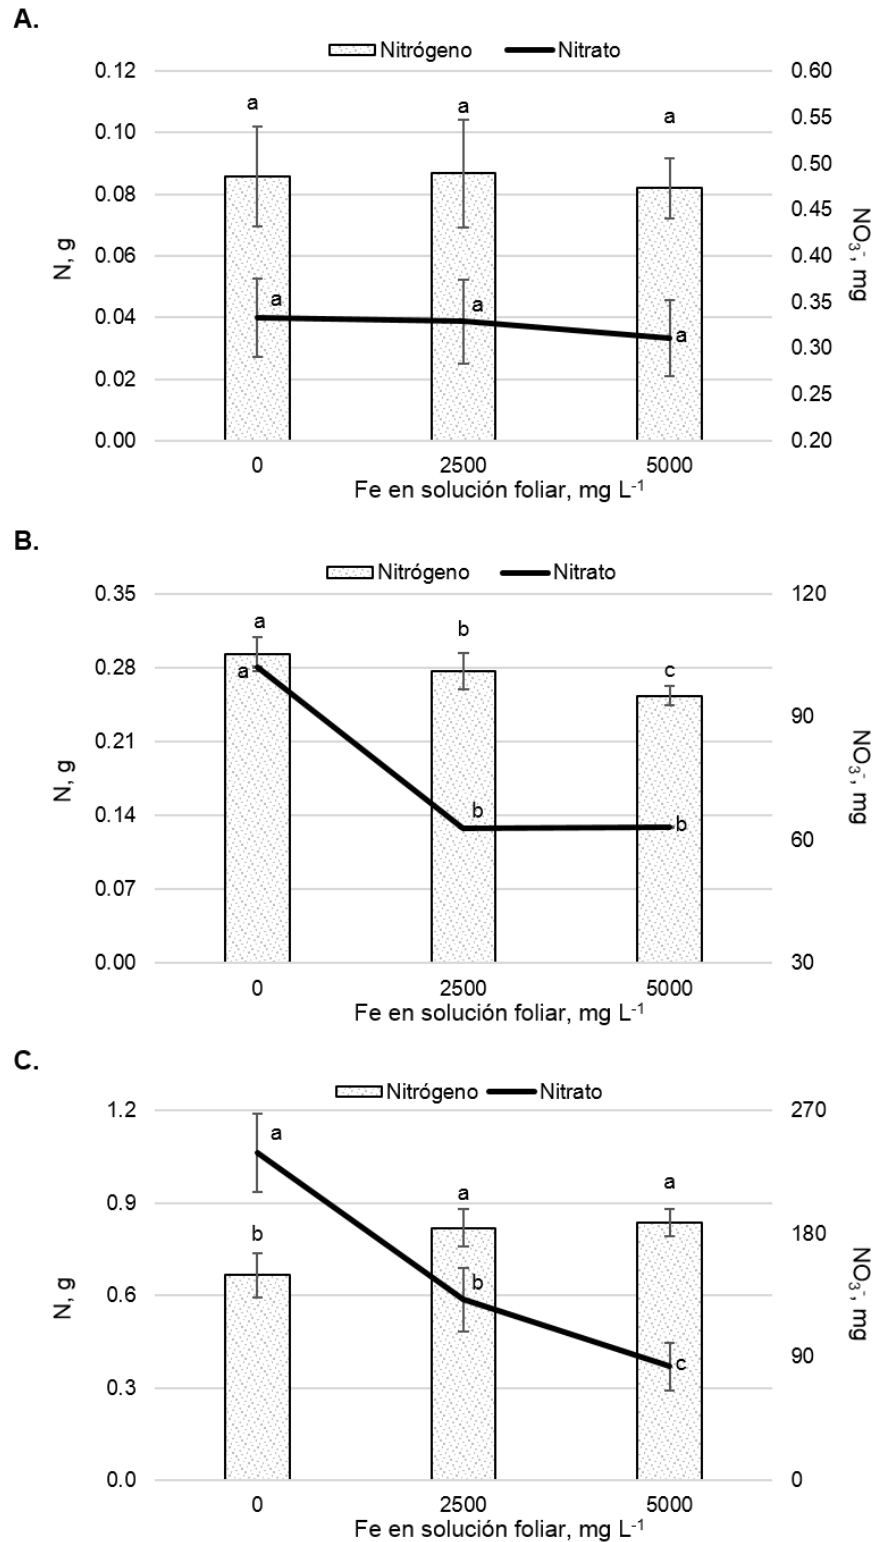 A.
Nitrógeno Nitrato
0.12 0.60
a a a 0.55
0.10 0.50
0.08 0.45
0.06 0.40
N, g NO₃⁻, mg
0.04 a a a 0.35
0.30
0.02 0.25
0.00 0.20
0 2500 5000
Fe en solución foliar, mg L⁻¹
B.
Nitrógeno Nitrato
0.35 120
a b c
0.28 a
90
0.21
N, g NO₃⁻, mg
0.14 b b
60
0.07
0.00 30
0 2500 5000
Fe en solución foliar, mg L⁻¹
C.
Nitrógeno Nitrato
1.2 270
a
0.9 a a
b 180
0.6 b
N, g NO₃⁻, mg
c 90
0.3
0.0 0
0 2500 5000
Fe en solución foliar, mg L⁻¹